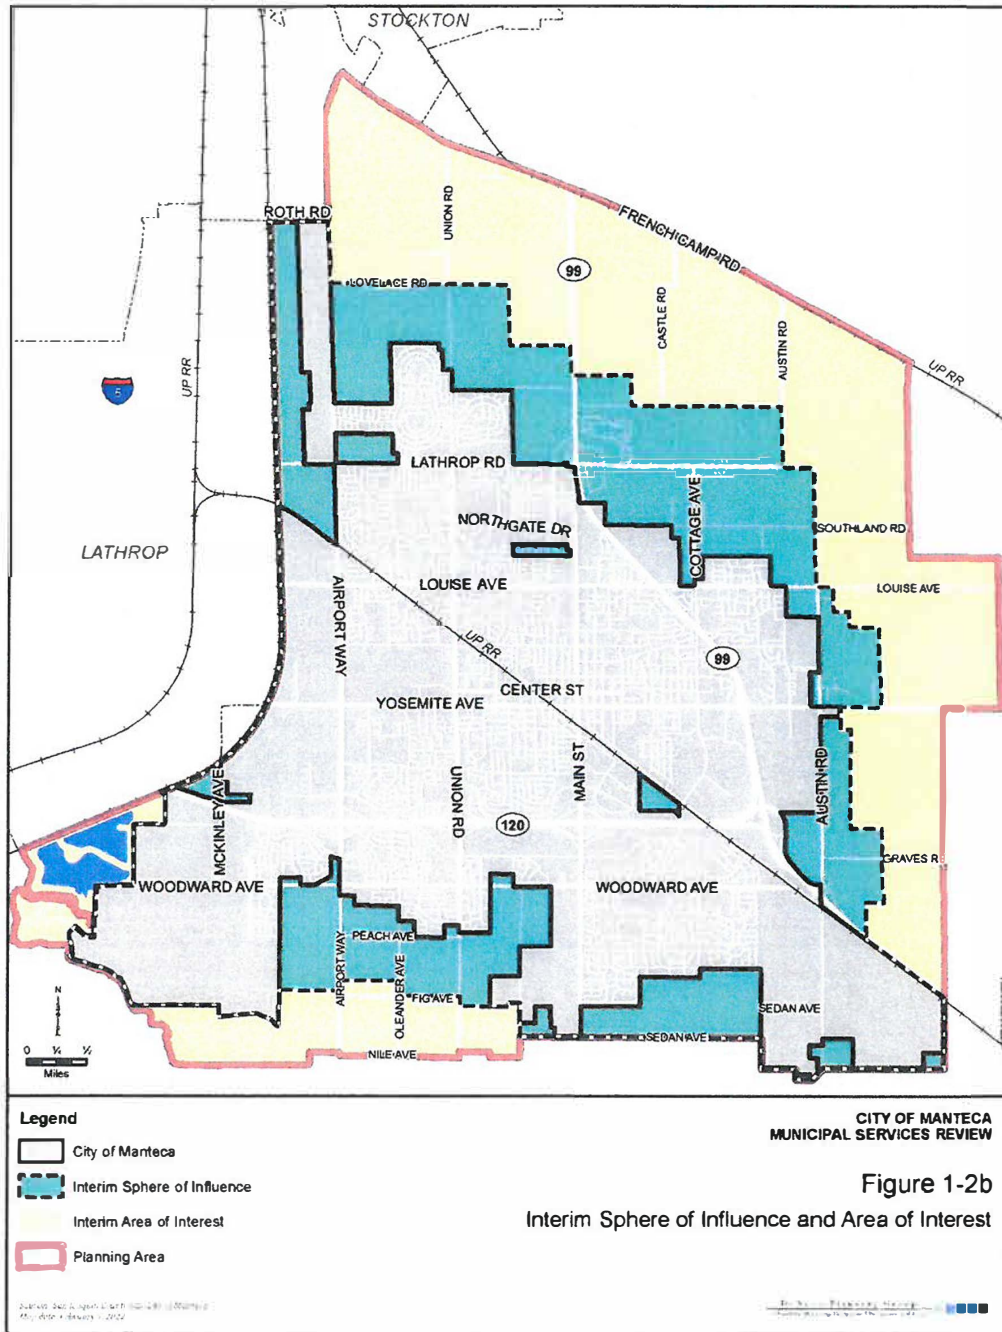 STOCKTON
ROTH RD
UNION RD
FRENCH CAMP RD
99
LOVELACE RD
CASTLE RD
AUSTIN RD
UP RR
UP RR
5
LATHROP RD
COTTAGE AVE
NORTHGATE DR
SOUTHLAND RD
LATHROP
LOUISE AVE
LOUISE AVE
AIRPORT WAY
UP RR
99
CENTER ST
YOSEMITE AVE
MAIN ST
AUSTIN RD
MCKINLEY AVE
UNION RD
120
GRAVES R
WOODWARD AVE
WOODWARD AVE
PEACH AVE
AIRPORT WAY
OLEANDER AVE
FIG AVE
SEDAN AVE
SEDAN AVE
NILE AVE
N
0 ¼ ½
Miles
Legend
City of Manteca
Interim Sphere of Influence
Interim Area of Interest
Planning Area
CITY OF MANTECA
MUNICIPAL SERVICES REVIEW
Figure 1-2b
Interim Sphere of Influence and Area of Interest